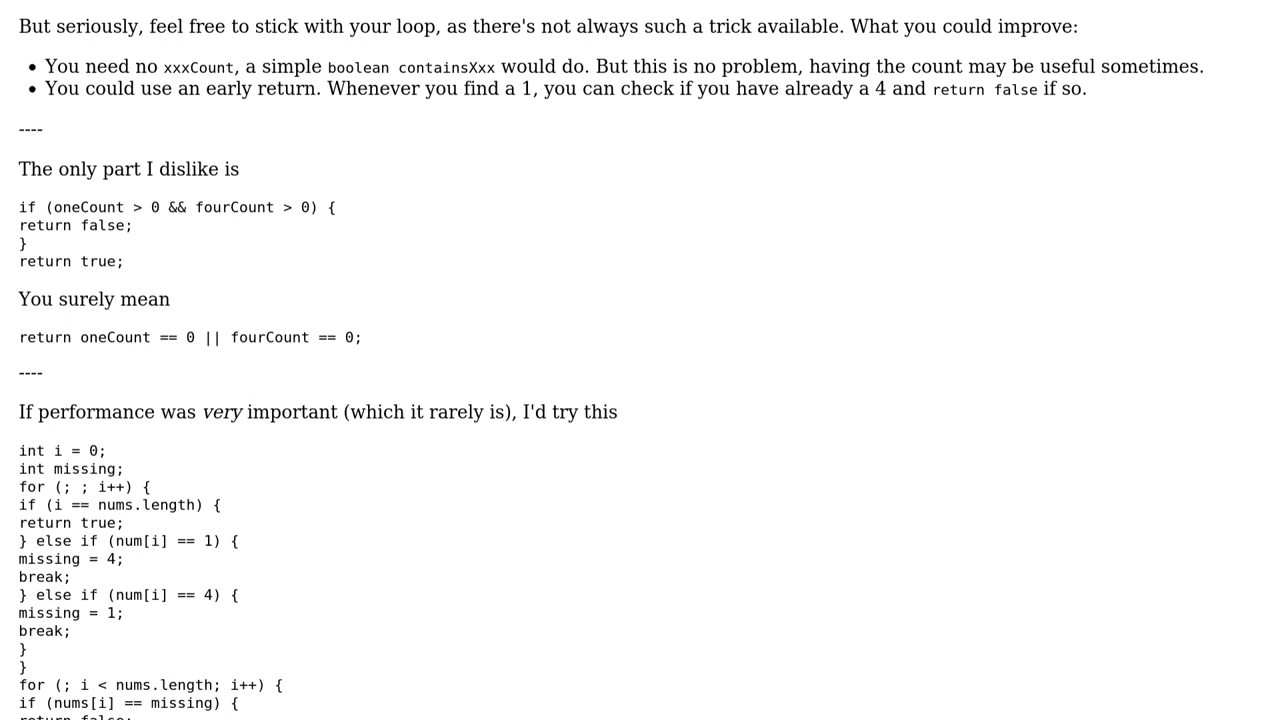 But seriously, feel free to stick with your loop, as there's not always such a trick available. What you could improve:
• You need no xxxCount, a simple boolean containsXxx would do. But this is no problem, having the count may be useful sometimes.
• You could use an early return. Whenever you find a 1, you can check if you have already a 4 and return false if so.
----
The only part I dislike is
if (oneCount > 0 && fourCount > 0) {
return false;
}
return true;
You surely mean
return oneCount == 0 || fourCount == 0;
----
If performance was very important (which it rarely is), I'd try this
int i = 0;
int missing;
for (; ; i++) {
if (i == nums.length) {
return true;
} else if (num[i] == 1) {
missing = 4;
break;
} else if (num[i] == 4) {
missing = 1;
break;
}
}
for (; i < nums.length; i++) {
if (nums[i] == missing) {
return false;